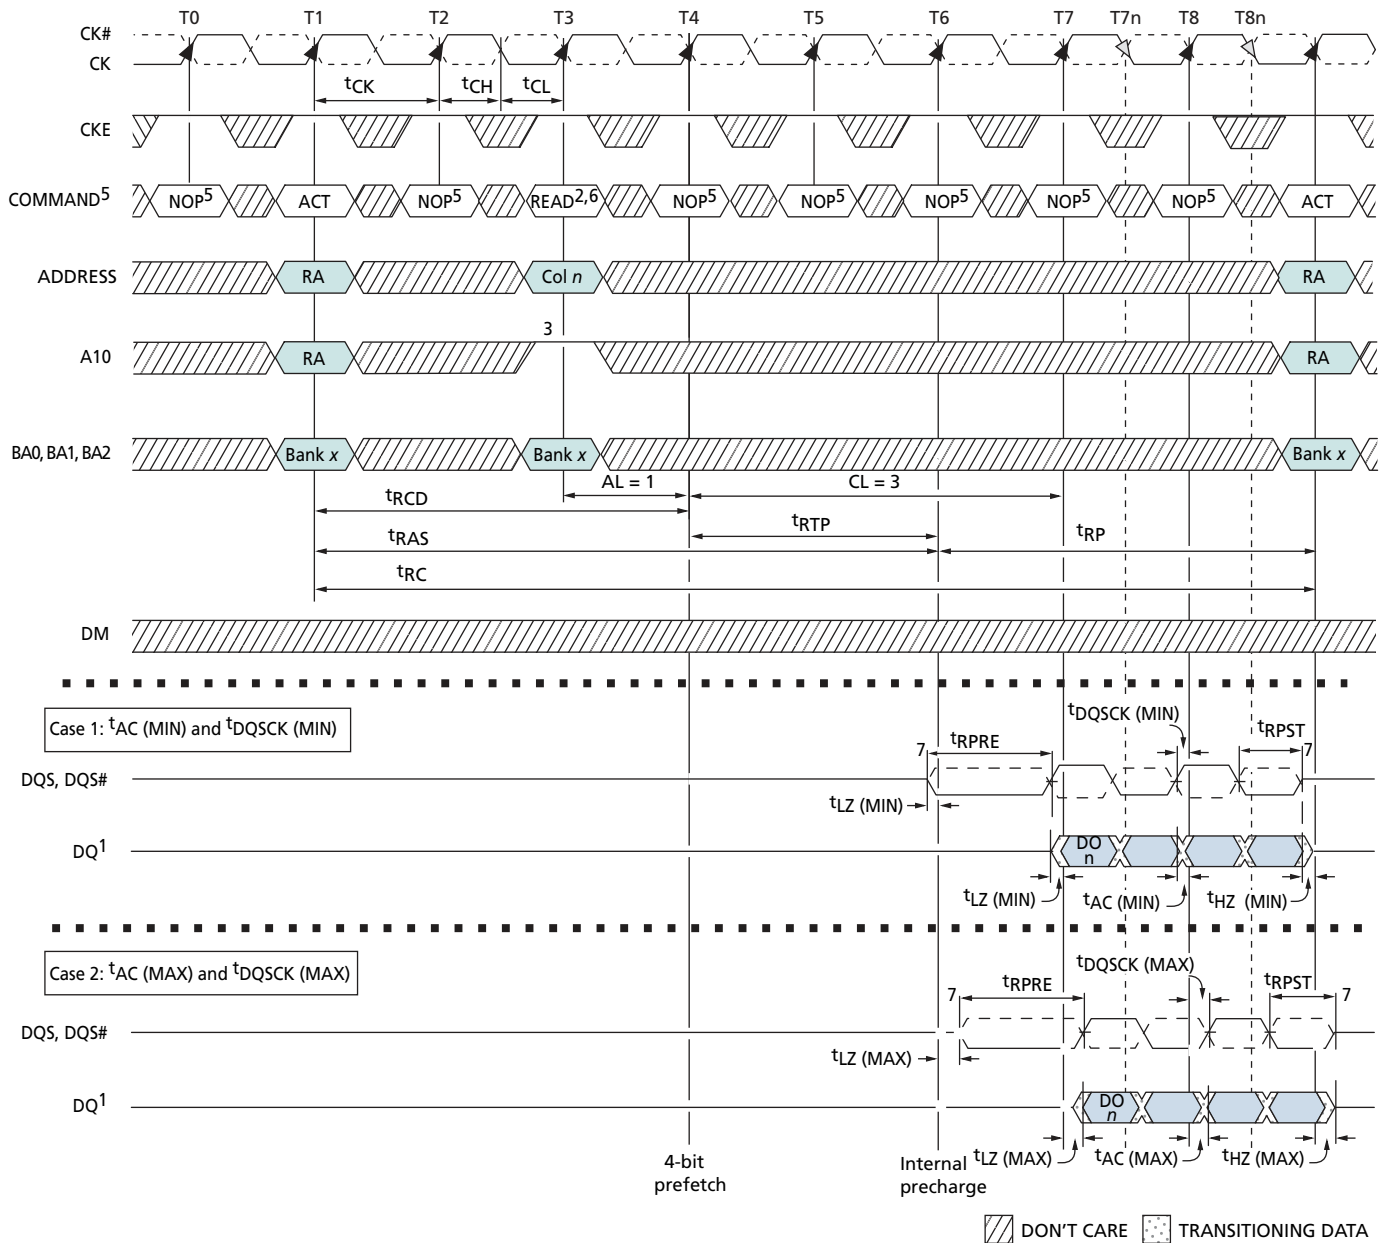 T0 T1 T2 T3 T4 T5 T6 T7 T7n T8 T8n
CK#
CK
tCK tCH tCL
CKE
COMMAND5 NOP5 ACT NOP5 READ2,6 NOP5 NOP5 NOP5 NOP5 NOP5 ACT
ADDRESS RA Col n RA
3
A10 RA RA
BA0, BA1, BA2 Bank x Bank x Bank x
AL = 1 CL = 3
tRCD
tRTP
tRAS tRP
tRC
DM
Case 1: tAC (MIN) and tDQSCK (MIN)
tDQSCK (MIN)
7 tRPRE tRPST 7
DQS, DQS#
tLZ (MIN)
DQ1 DO
n
tLZ (MIN) tAC (MIN) tHZ (MIN)
Case 2: tAC (MAX) and tDQSCK (MAX)
tDQSCK (MAX)
7 tRPRE tRPST 7
DQS, DQS#
tLZ (MAX)
DQ1 DO
n
tLZ (MAX) tAC (MAX) tHZ (MAX)
4-bit
prefetch
Internal
precharge
DON'T CARE TRANSITIONING DATA